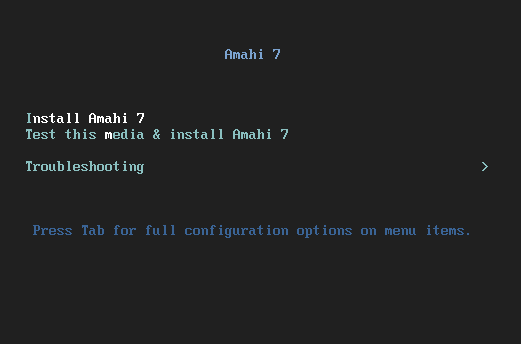 Amahi 7
Install Amahi 7
Test this media & install Amahi 7
Troubleshooting >
Press Tab for full configuration options on menu items.